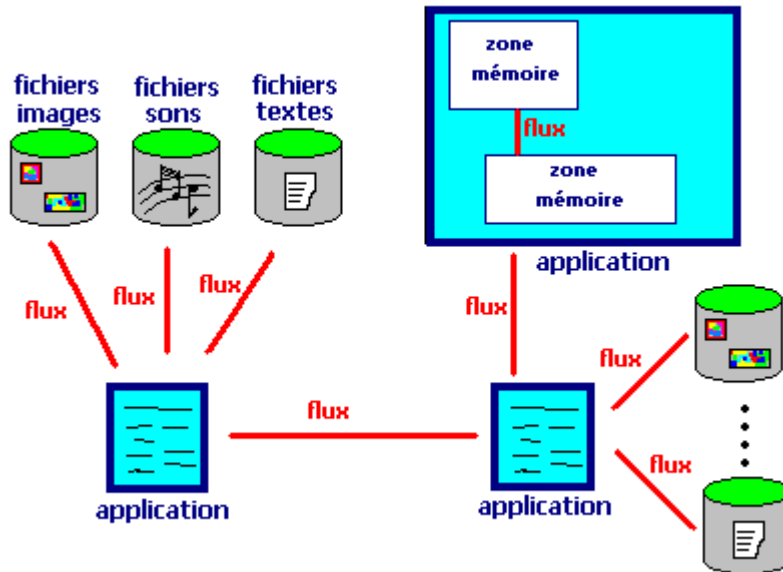 zone
mémoire
fichiers
images
fichiers
sons
fichiers
textes
flux
zone
mémoire
application
flux
flux
flux
flux
flux
flux
flux
application
application